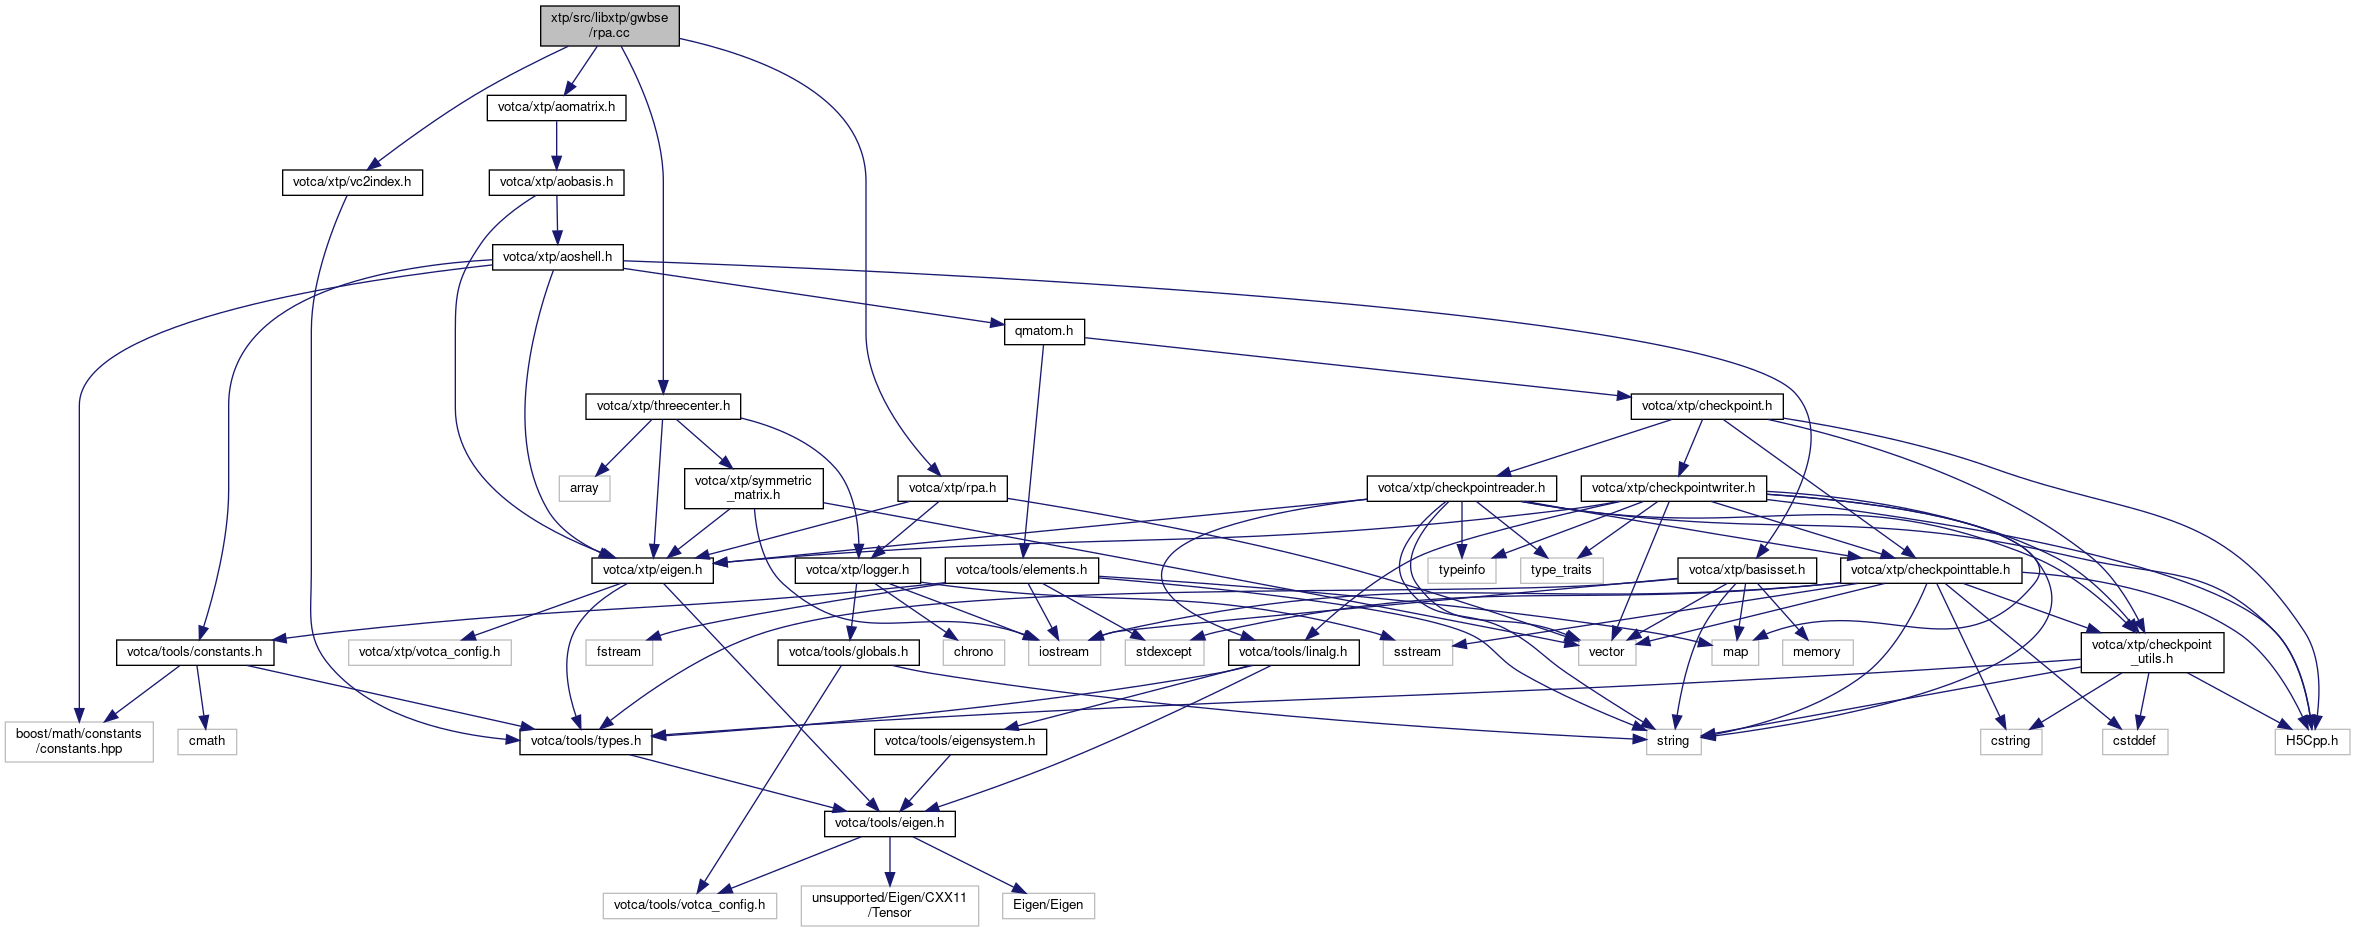 xtp/src/libxtp/gwbse
/rpa.cc
votca/xtp/aomatrix.h
votca/xtp/vc2index.h
votca/xtp/aobasis.h
votca/xtp/aoshell.h
qmatom.h
votca/xtp/threecenter.h
votca/xtp/checkpoint.h
array
votca/xtp/symmetric
_matrix.h
votca/xtp/rpa.h
votca/xtp/checkpointreader.h
votca/xtp/checkpointwriter.h
votca/xtp/eigen.h
votca/xtp/logger.h
votca/tools/elements.h
typeinfo
type_traits
votca/xtp/basisset.h
votca/xtp/checkpointtable.h
votca/tools/constants.h
votca/xtp/votca_config.h
fstream
votca/tools/globals.h
chrono
iostream
stdexcept
votca/tools/linalg.h
sstream
vector
map
memory
votca/xtp/checkpoint
_utils.h
boost/math/constants
/constants.hpp
cmath
votca/tools/types.h
votca/tools/eigensystem.h
string
cstring
cstddef
H5Cpp.h
votca/tools/eigen.h
votca/tools/votca_config.h
unsupported/Eigen/CXX11
/Tensor
Eigen/Eigen